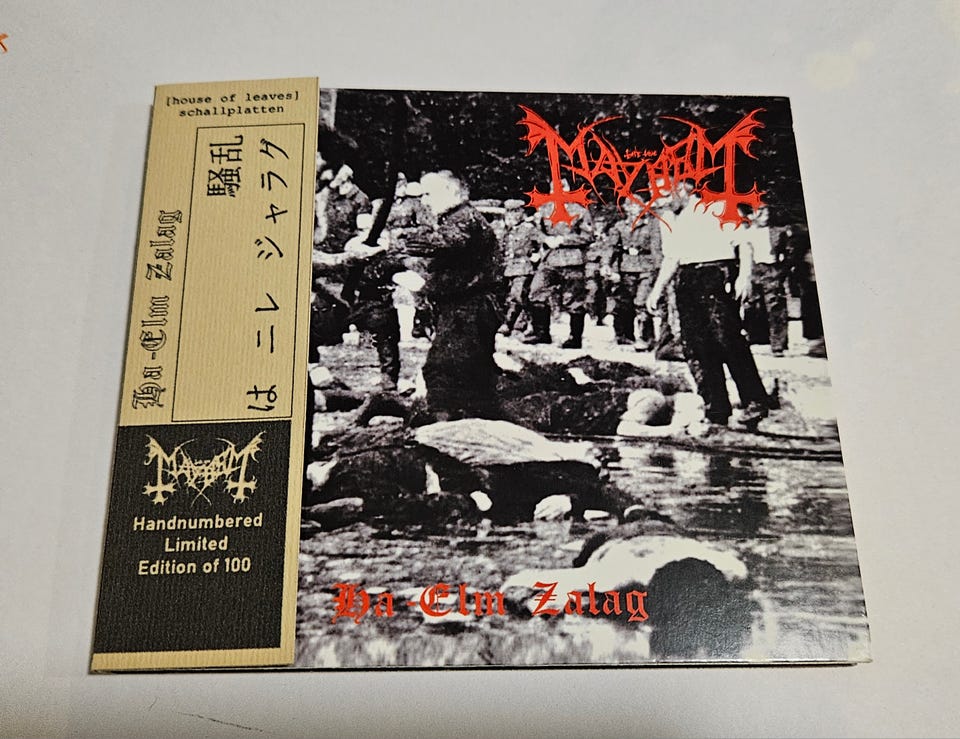 [house of leaves]
schallplatten
騒乱
は ニレ ジャラグ
Ha-Elm Zalag
MAYHEM
Handnumbered
Limited
Edition of 100
MAYHEM
Ha-Elm Zalag